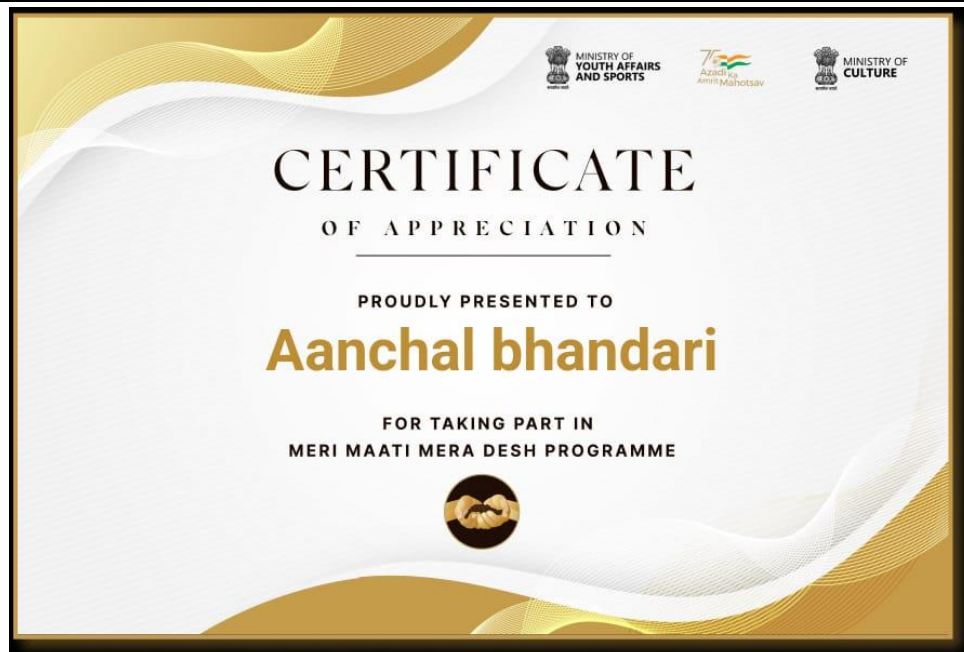 MINISTRY OF
YOUTH AFFAIRS
AND SPORTS
75
Azadi Ka
Amrit Mahotsav
MINISTRY OF
CULTURE
CERTIFICATE
OF APPRECIATION
PROUDLY PRESENTED TO
Aanchal bhandari
FOR TAKING PART IN
MERI MAATI MERA DESH PROGRAMME